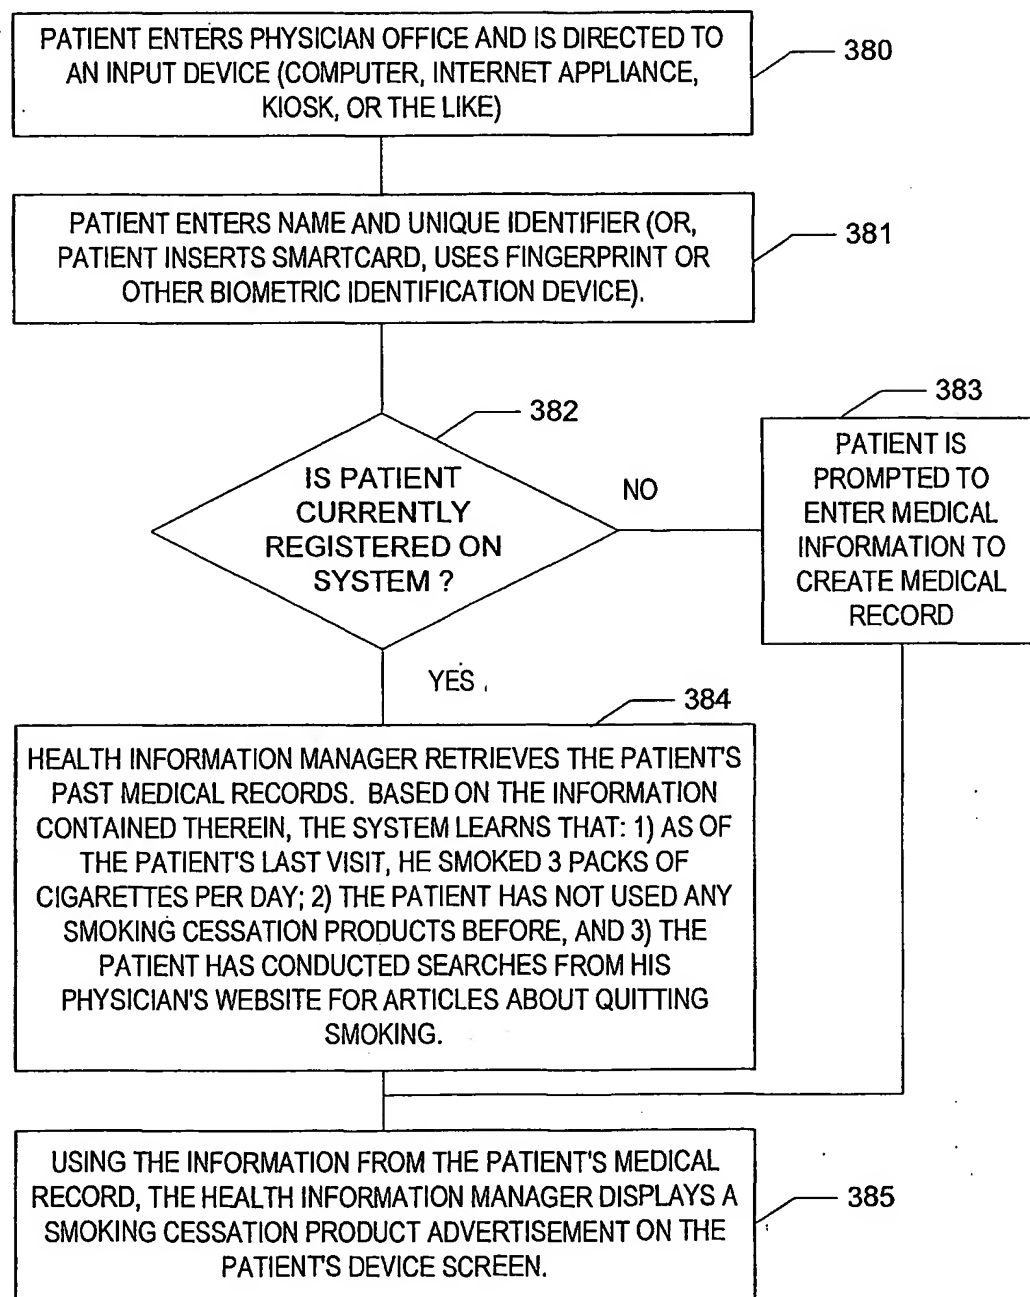 PATIENT ENTERS PHYSICIAN OFFICE AND IS DIRECTED TO
AN INPUT DEVICE (COMPUTER, INTERNET APPLIANCE,
KIOSK, OR THE LIKE)
380
PATIENT ENTERS NAME AND UNIQUE IDENTIFIER (OR,
PATIENT INSERTS SMARTCARD, USES FINGERPRINT OR
OTHER BIOMETRIC IDENTIFICATION DEVICE).
381
382
IS PATIENT
CURRENTLY
REGISTERED ON
SYSTEM ?
NO
383
PATIENT IS
PROMPTED TO
ENTER MEDICAL
INFORMATION TO
CREATE MEDICAL
RECORD
YES
384
HEALTH INFORMATION MANAGER RETRIEVES THE PATIENT'S
PAST MEDICAL RECORDS. BASED ON THE INFORMATION
CONTAINED THEREIN, THE SYSTEM LEARNS THAT: 1) AS OF
THE PATIENT'S LAST VISIT, HE SMOKED 3 PACKS OF
CIGARETTES PER DAY; 2) THE PATIENT HAS NOT USED ANY
SMOKING CESSATION PRODUCTS BEFORE, AND 3) THE
PATIENT HAS CONDUCTED SEARCHES FROM HIS
PHYSICIAN'S WEBSITE FOR ARTICLES ABOUT QUITTING
SMOKING.
USING THE INFORMATION FROM THE PATIENT'S MEDICAL
RECORD, THE HEALTH INFORMATION MANAGER DISPLAYS A
SMOKING CESSATION PRODUCT ADVERTISEMENT ON THE
PATIENT'S DEVICE SCREEN.
385